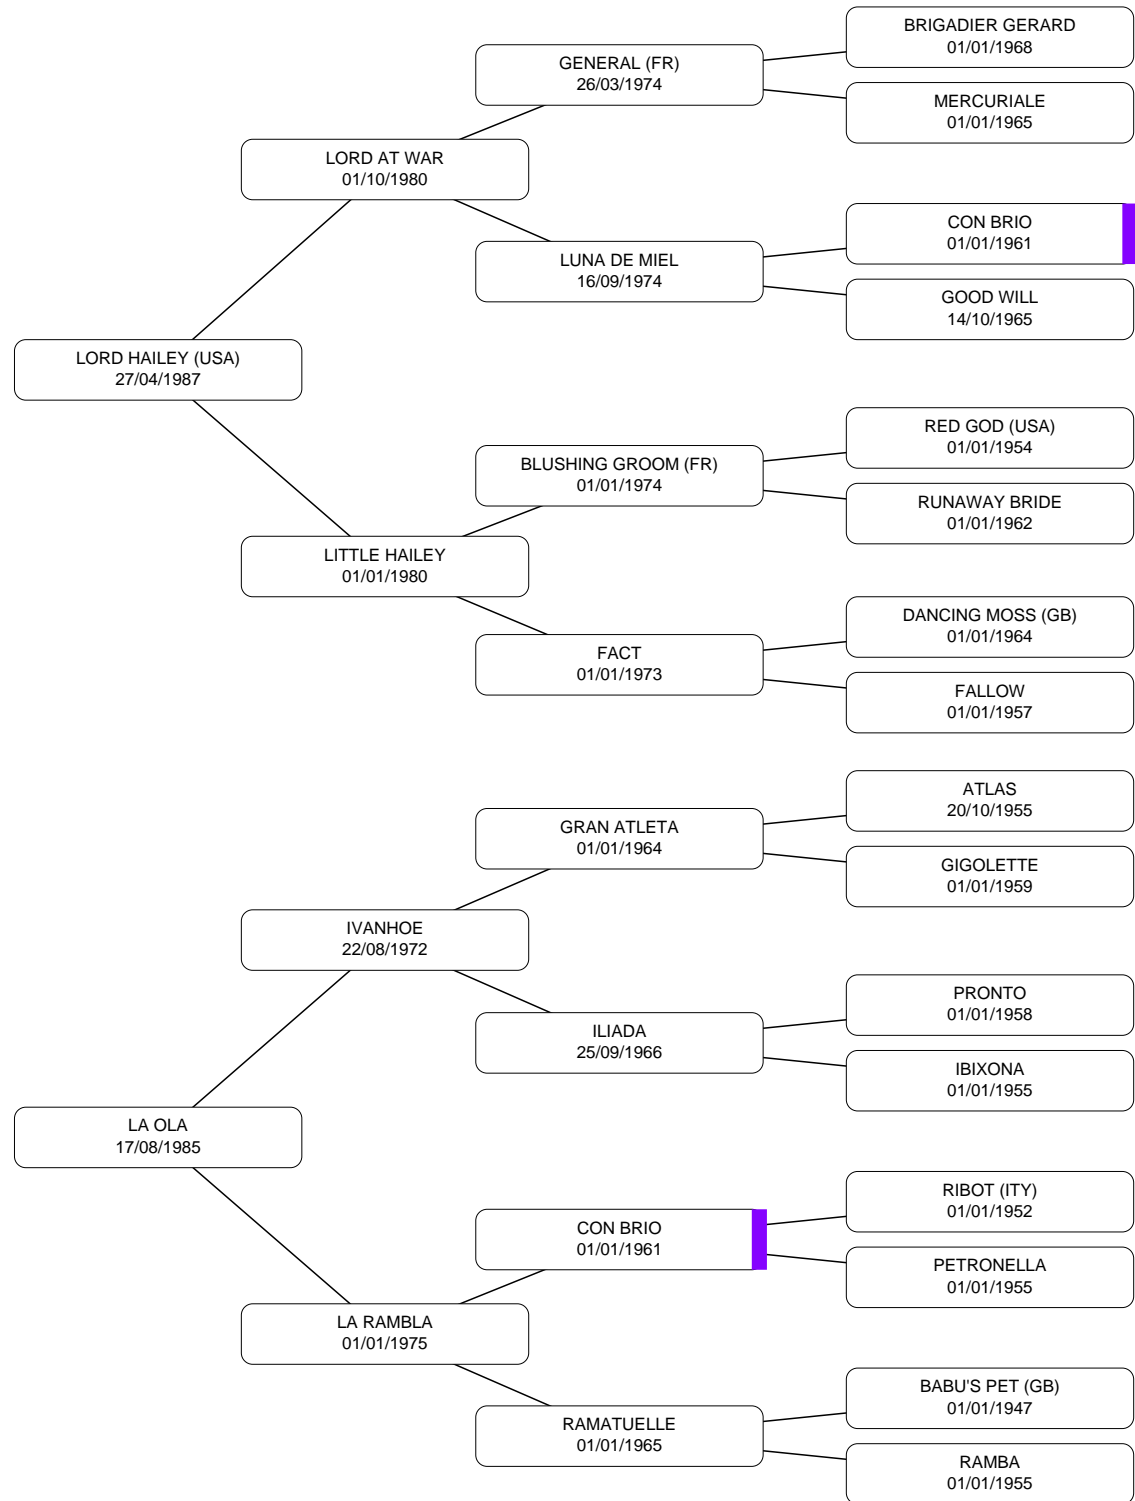 BRIGADIER GERARD
01/01/1968
GENERAL (FR)
26/03/1974
MERCURIALE
01/01/1965
LORD AT WAR
01/10/1980
CON BRIO
01/01/1961
LUNA DE MIEL
16/09/1974
GOOD WILL
14/10/1965
LORD HAILEY (USA)
27/04/1987
RED GOD (USA)
01/01/1954
BLUSHING GROOM (FR)
01/01/1974
RUNAWAY BRIDE
01/01/1962
LITTLE HAILEY
01/01/1980
DANCING MOSS (GB)
01/01/1964
FACT
01/01/1973
FALLOW
01/01/1957
ATLAS
20/10/1955
GRAN ATLETA
01/01/1964
GIGOLETTE
01/01/1959
IVANHOE
22/08/1972
PRONTO
01/01/1958
ILIADA
25/09/1966
IBIXONA
01/01/1955
LA OLA
17/08/1985
RIBOT (ITY)
01/01/1952
CON BRIO
01/01/1961
PETRONELLA
01/01/1955
LA RAMBLA
01/01/1975
BABU'S PET (GB)
01/01/1947
RAMATUELLE
01/01/1965
RAMBA
01/01/1955